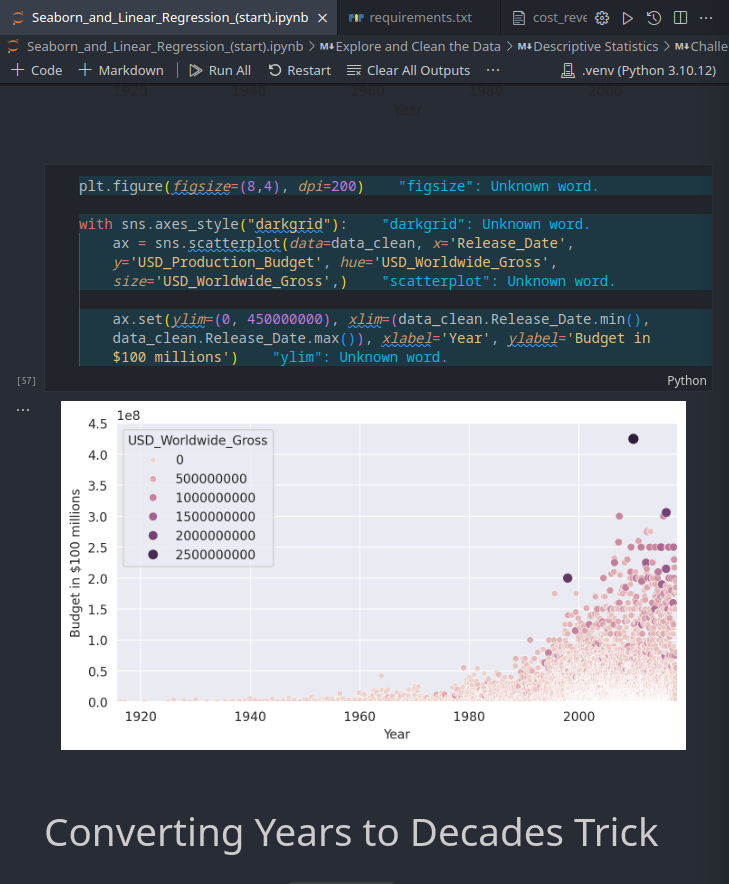 Seaborn_and_Linear_Regression_(start).ipynb
requirements.txt
cost_reve
Seaborn_and_Linear_Regression_(start).ipynb > M↓Explore and Clean the Data > M↓Descriptive Statistics > M↓Challe
+ Code + Markdown | Run All Restart Clear All Outputs ··· .venv (Python 3.10.12)
1920 1940 1960 1980 2000
Year
plt.figure(figsize=(8,4), dpi=200) "figsize": Unknown word.
with sns.axes_style("darkgrid"): "darkgrid": Unknown word.
ax = sns.scatterplot(data=data_clean, x='Release_Date',
y='USD_Production_Budget', hue='USD_Worldwide_Gross',
size='USD_Worldwide_Gross',) "scatterplot": Unknown word.
ax.set(ylim=(0, 450000000), xlim=(data_clean.Release_Date.min(),
data_clean.Release_Date.max()), xlabel='Year', ylabel='Budget in
$100 millions') "ylim": Unknown word.
[57]
Python
···
1e8
4.5
4.0
3.5
3.0
2.5
2.0
1.5
1.0
0.5
0.0
Budget in $100 millions
USD_Worldwide_Gross
0
500000000
1000000000
1500000000
2000000000
2500000000
1920 1940 1960 1980 2000
Year
Converting Years to Decades Trick